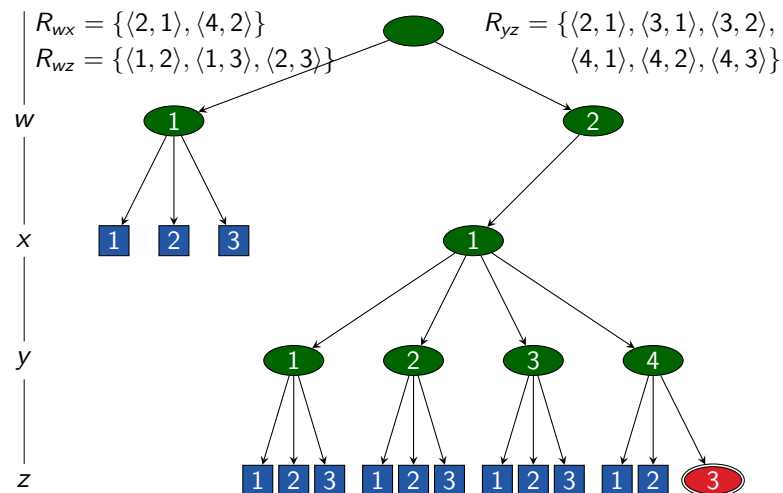 R_wx = {⟨2, 1⟩, ⟨4, 2⟩}
R_wz = {⟨1, 2⟩, ⟨1, 3⟩, ⟨2, 3⟩}
R_yz = {⟨2, 1⟩, ⟨3, 1⟩, ⟨3, 2⟩,
⟨4, 1⟩, ⟨4, 2⟩, ⟨4, 3⟩}
w 1 2
x 1 2 3 1
y 1 2 3 4
z 1 2 3 1 2 3 1 2 3 1 2 3